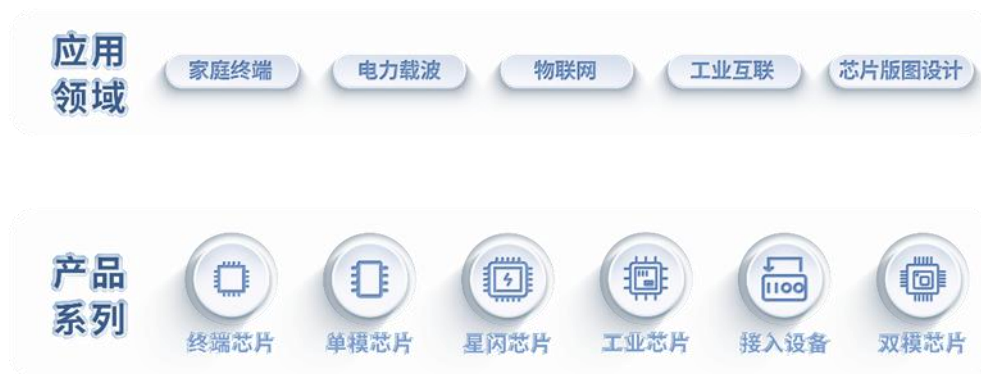 应用
领域
家庭终端 电力载波 物联网 工业互联 芯片版图设计
产品
系列
1100
终端芯片 单模芯片 星闪芯片 工业芯片 接入设备 双模芯片